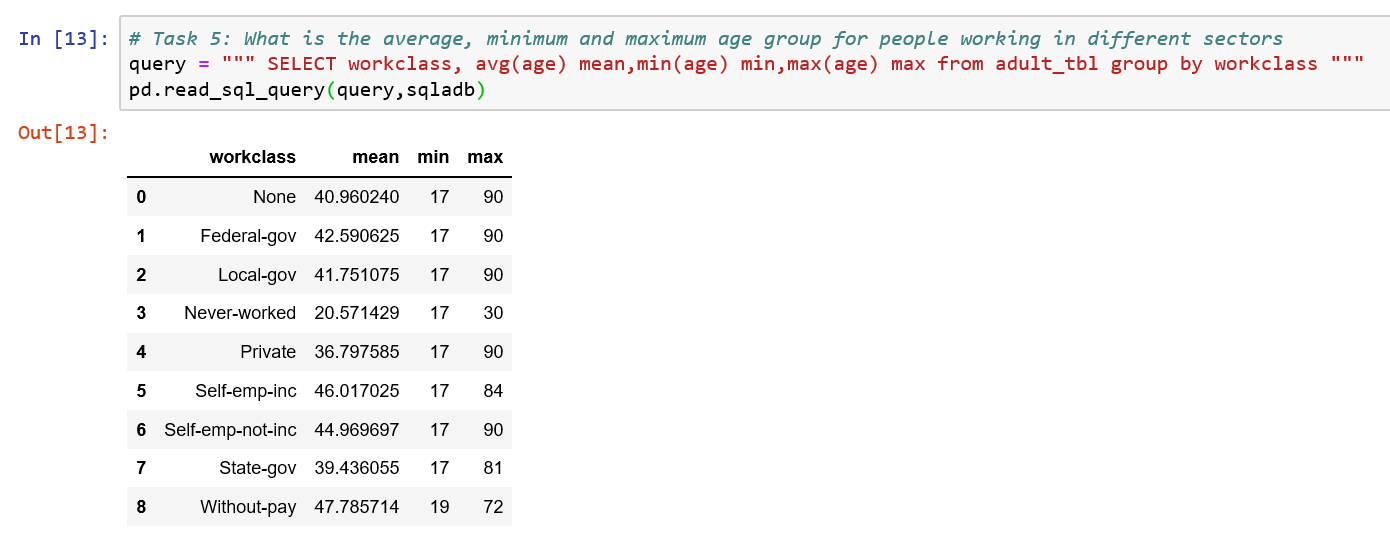 In [13]: # Task 5: What is the average, minimum and maximum age group for people working in different sectors
query = """ SELECT workclass, avg(age) mean,min(age) min,max(age) max from adult_tbl group by workclass """
pd.read_sql_query(query,sqladb)
Out[13]:
workclass mean min max
0 None 40.960240 17 90
1 Federal-gov 42.590625 17 90
2 Local-gov 41.751075 17 90
3 Never-worked 20.571429 17 30
4 Private 36.797585 17 90
5 Self-emp-inc 46.017025 17 84
6 Self-emp-not-inc 44.969697 17 90
7 State-gov 39.436055 17 81
8 Without-pay 47.785714 19 72